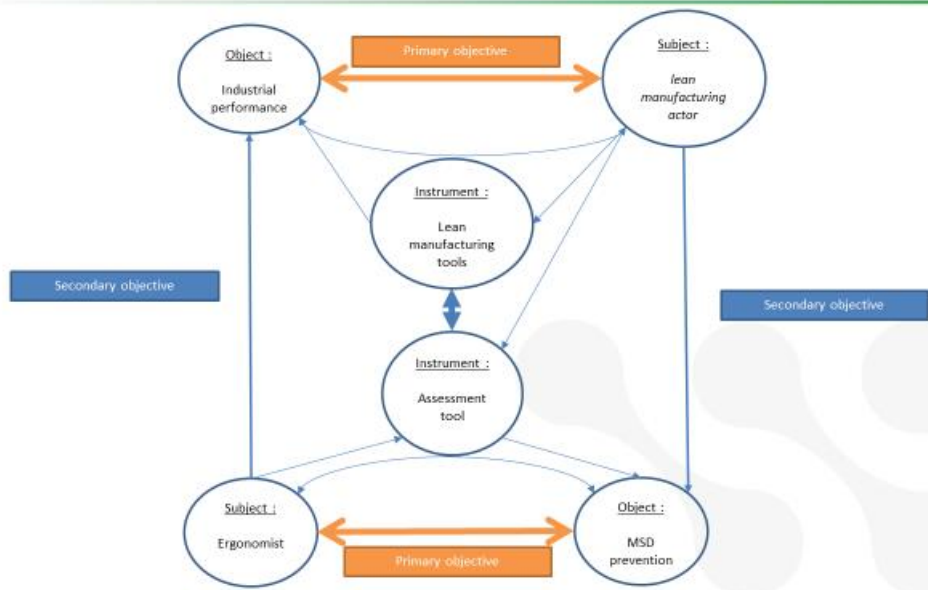 Primary objective
Object :
Industrial
performance
Subject :
lean
manufacturing
actor
Instrument :
Lean
manufacturing
tools
Secondary objective
Secondary objective
Instrument :
Assessment
tool
Subject :
Ergonomist
Object :
MSD
prevention
Primary objective